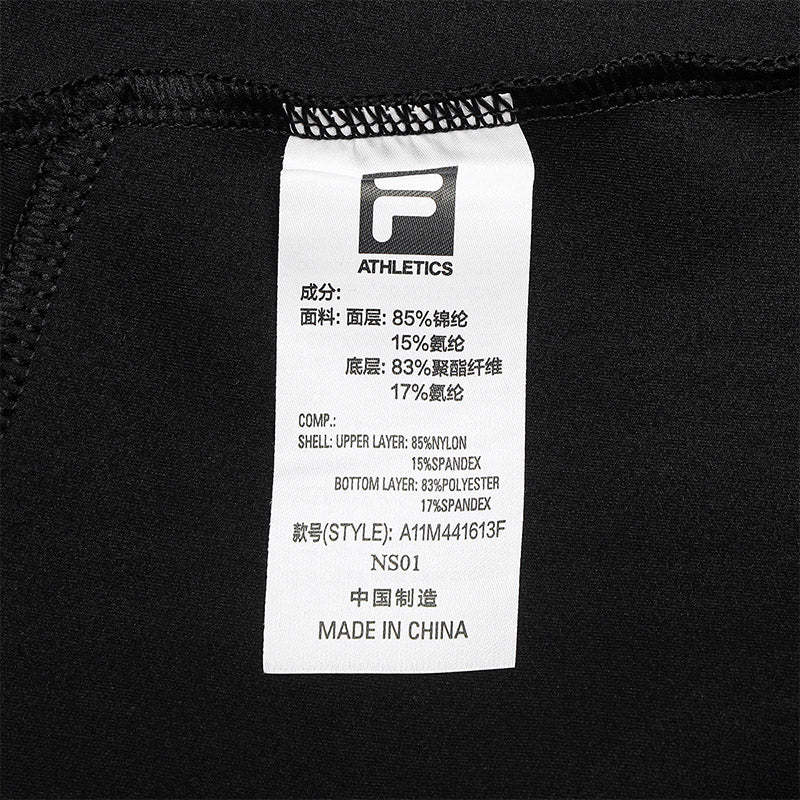 F
ATHLETICS
成分:
面料: 面层: 85%锦纶
15%氨纶
底层: 83%聚酯纤维
17%氨纶
COMP.:
SHELL: UPPER LAYER: 85%NYLON
15%SPANDEX
BOTTOM LAYER: 83%POLYESTER
17%SPANDEX
款号(STYLE): A11M441613F
NS01
中国制造
MADE IN CHINA